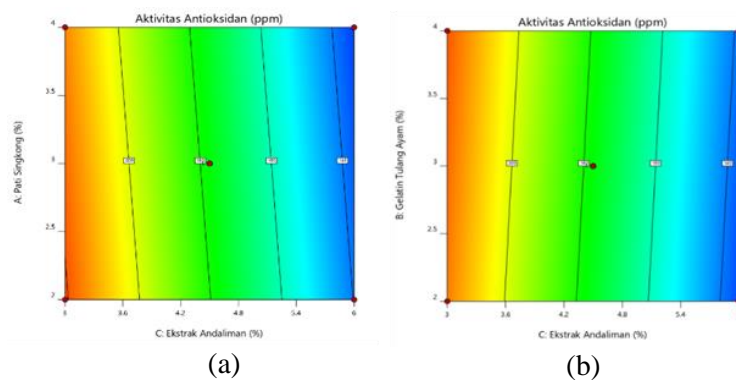 Aktivitas Antioksidan (ppm)
4
3.5
3
2.5
2
A: Pati Singkong (%)
3.6
4.2
4.8
5.4
6
C: Ekstrak Andaliman (%)
(a)
Aktivitas Antioksidan (ppm)
4
3.5
3
2.5
2
B: Gelatin Tulang Ayam (%)
3
3.6
4.2
4.8
5.4
C: Ekstrak Andaliman (%)
(b)